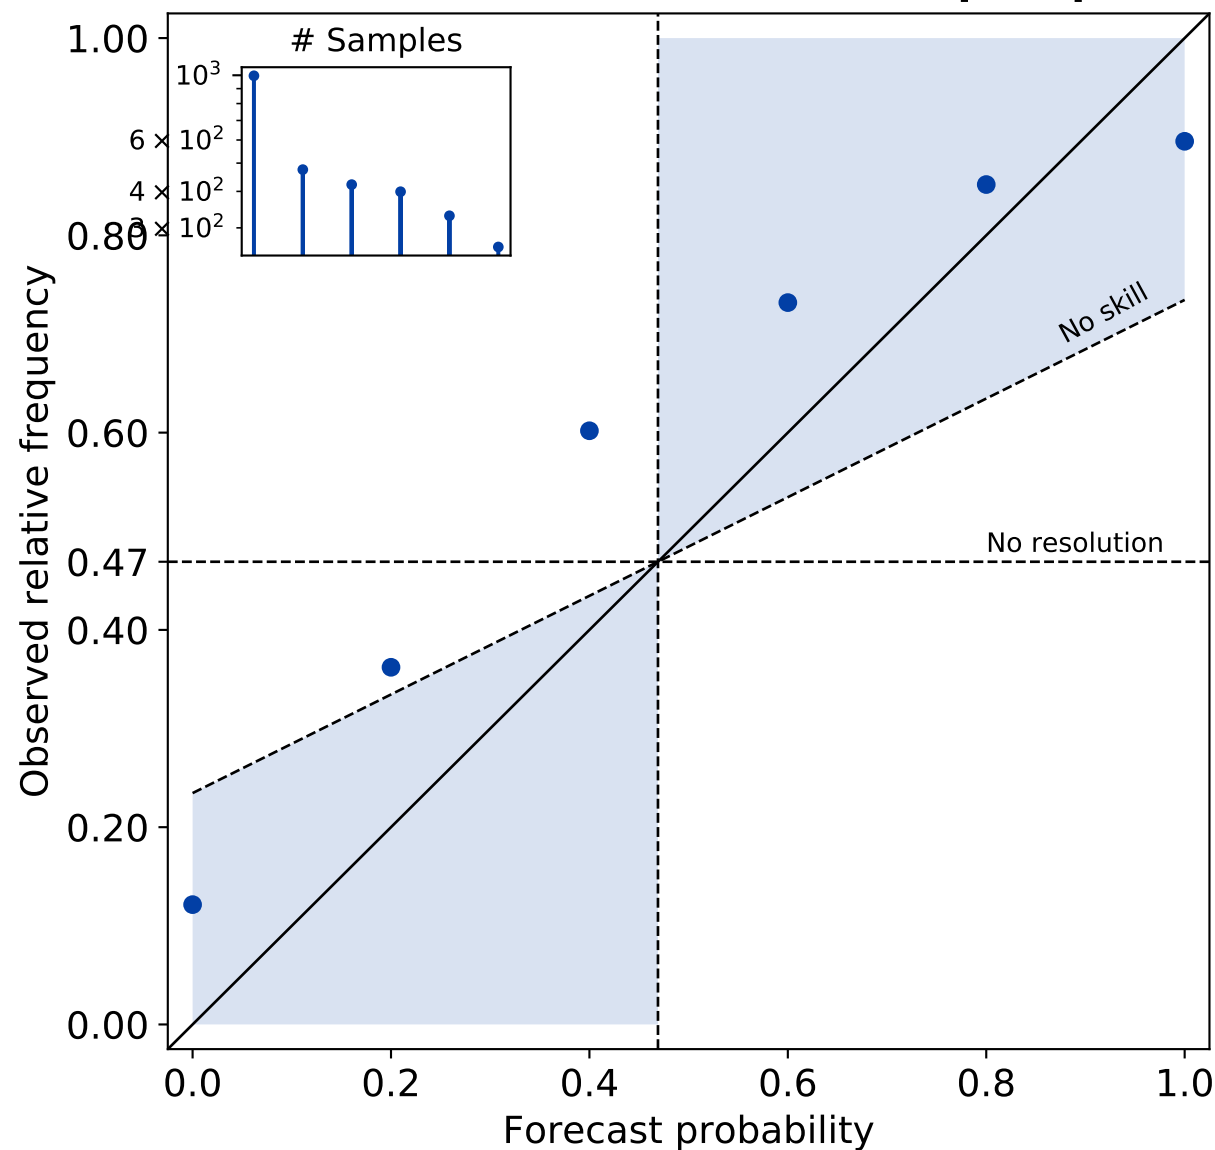 # Samples
10³
6 × 10²
4 × 10²
3 × 10²
1.00
0.80
0.60
0.47
0.40
0.20
0.00
Observed relative frequency
No skill
No resolution
0.0 0.2 0.4 0.6 0.8 1.0
Forecast probability